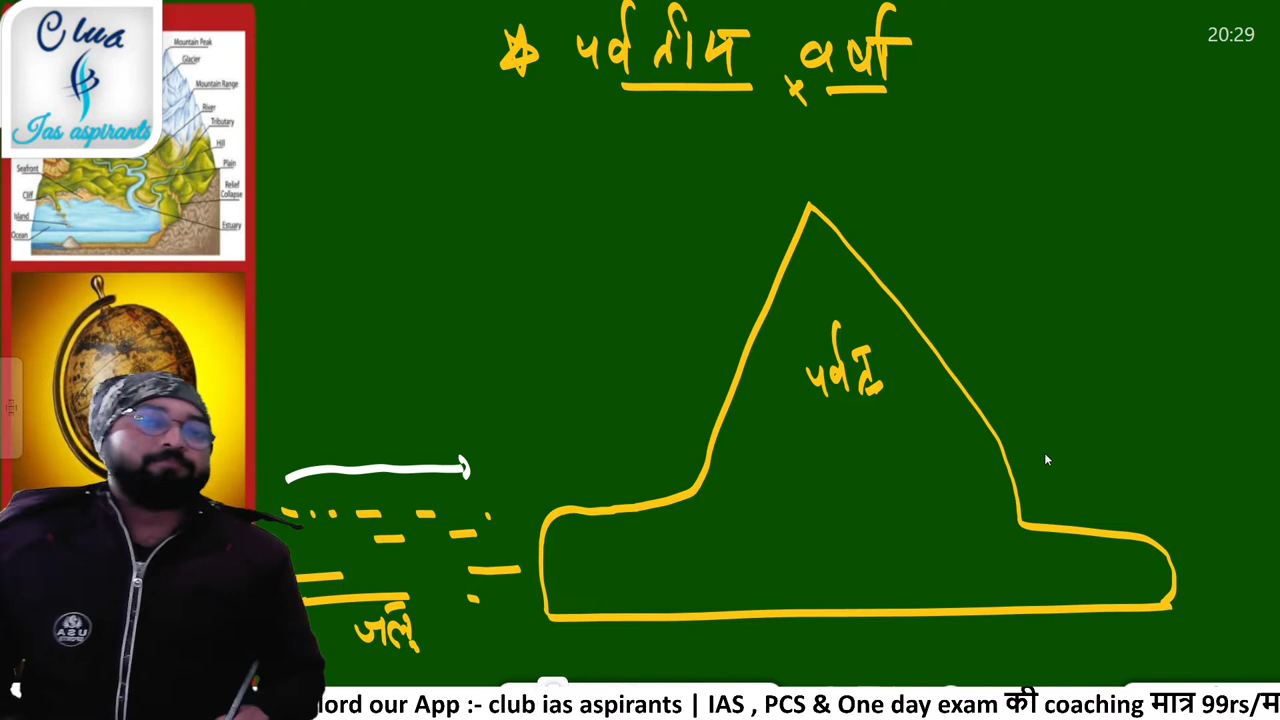 * पर्वतीय वर्षा
20:29
Clua
Ias aspirants
Mountain Peak
Glacier
Mountain Range
River
Tributary
Hill
Plain
Relief
Collapse
Estuary
Seafront
Cliff
Island
Ocean
पर्वत
जल
USA
lord our App :- club ias aspirants | IAS , PCS & One day exam की coaching मात्र 99rs/म